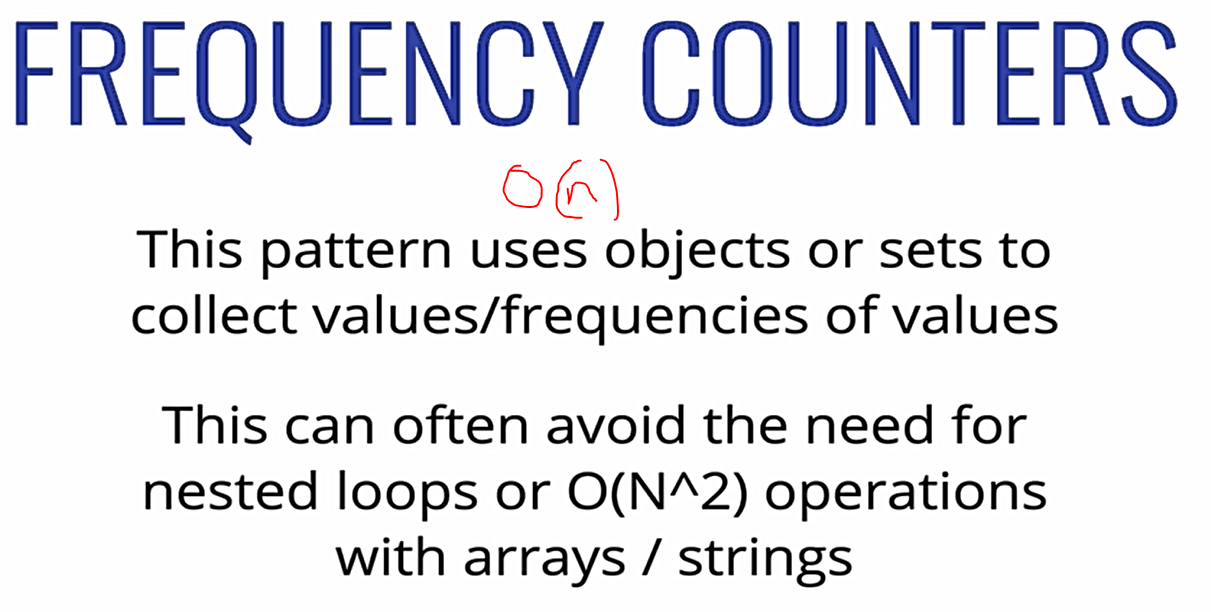 FREQUENCY COUNTERS
O(n)
This pattern uses objects or sets to
collect values/frequencies of values
This can often avoid the need for
nested loops or O(N^2) operations
with arrays / strings